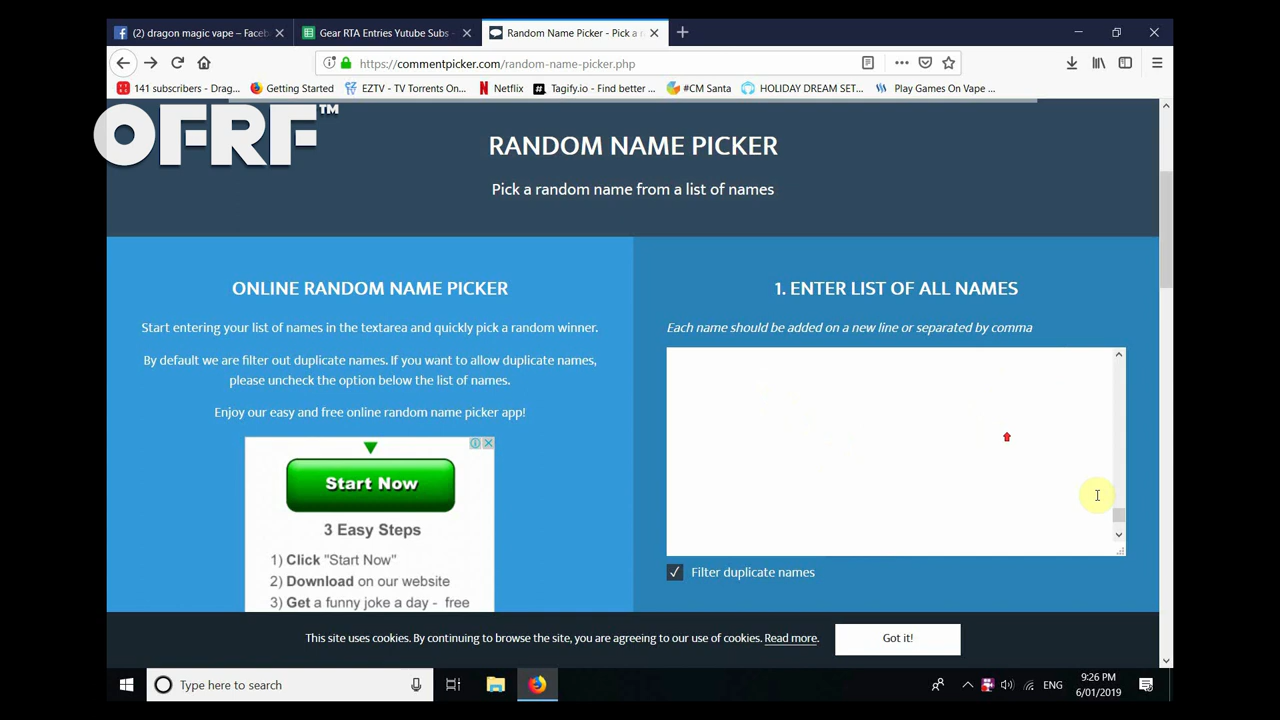 (2) dragon magic vape – Faceb
Gear RTA Entries Yutube Subs -
Random Name Picker - Pick a r
https://commentpicker.com/random-name-picker.php
141 subscribers - Drag...
Getting Started
EZTV - TV Torrents On...
Netflix
Tagify.io - Find better ...
#CM Santa
HOLIDAY DREAM SET...
Play Games On Vape ...
OFRF™
RANDOM NAME PICKER
Pick a random name from a list of names
ONLINE RANDOM NAME PICKER
Start entering your list of names in the textarea and quickly pick a random winner.
By default we are filter out duplicate names. If you want to allow duplicate names,
please uncheck the option below the list of names.
Enjoy our easy and free online random name picker app!
Start Now
3 Easy Steps
1) Click "Start Now"
2) Download on our website
3) Get a funny joke a day - free
1. ENTER LIST OF ALL NAMES
Each name should be added on a new line or separated by comma
Filter duplicate names
This site uses cookies. By continuing to browse the site, you are agreeing to our use of cookies. Read more.
Got it!
Type here to search
ENG
9:26 PM
6/01/2019